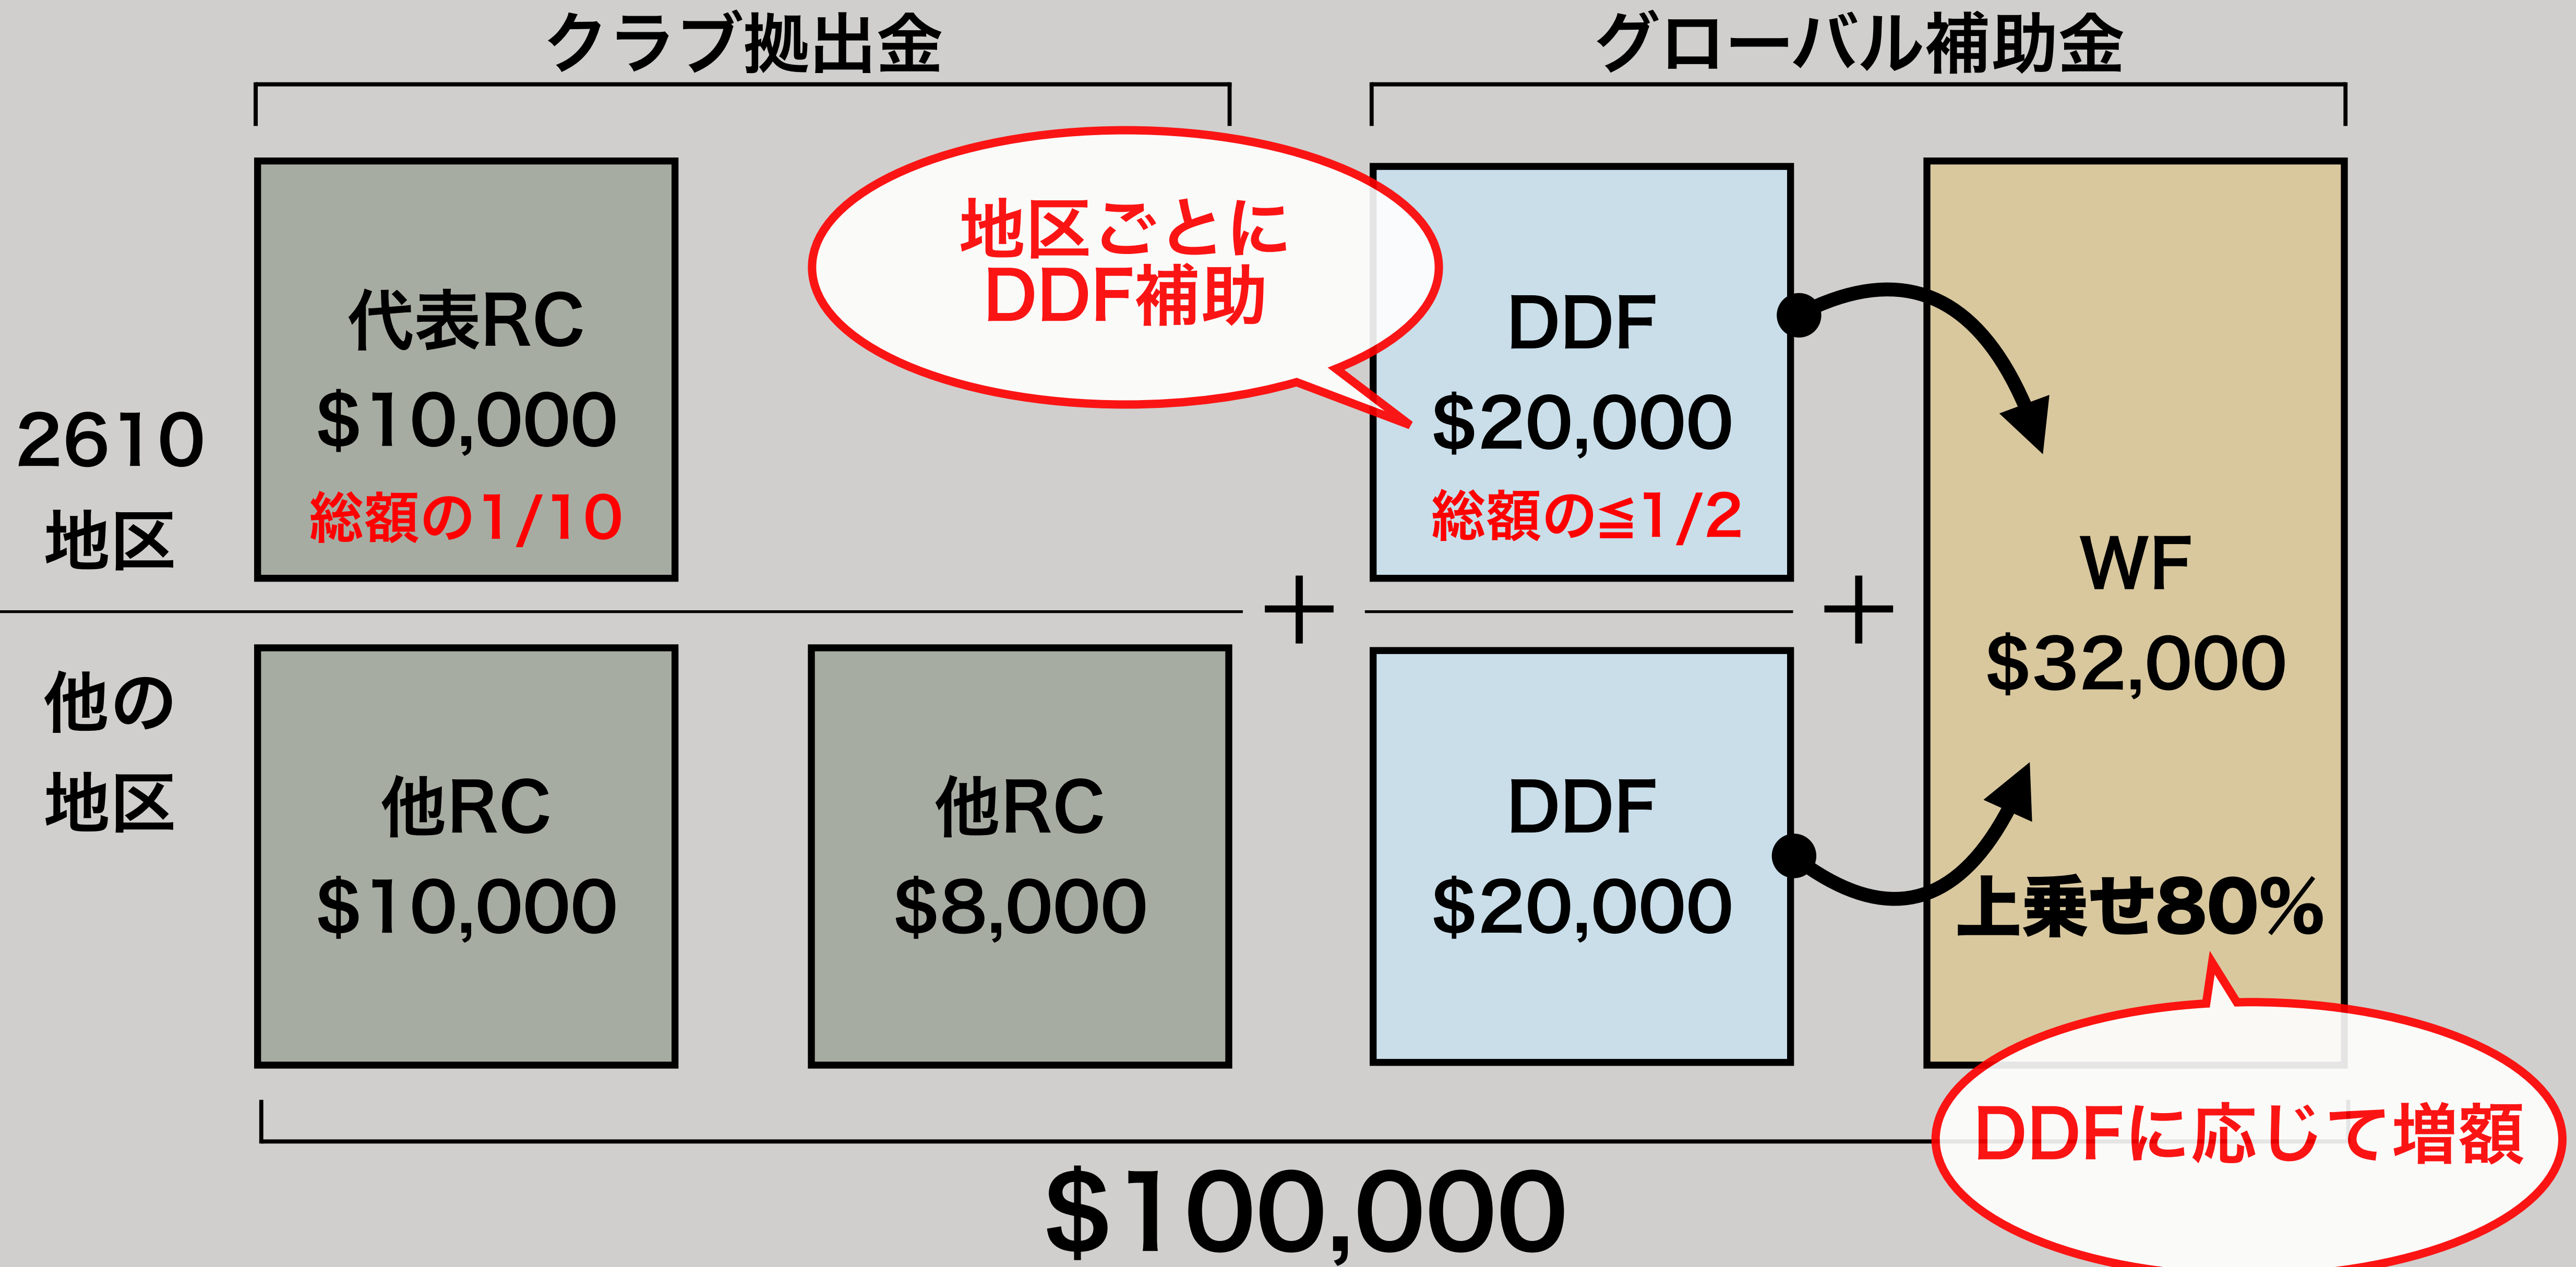 クラブ拠出金
グローバル補助金
2610
地区
代表RC
$10,000
総額の1/10
地区ごとに
DDF補助
DDF
$20,000
総額の≦1/2
+
+
WF
$32,000
上乗せ80%
他の
地区
他RC
$10,000
他RC
$8,000
DDF
$20,000
DDFに応じて増額
$100,000